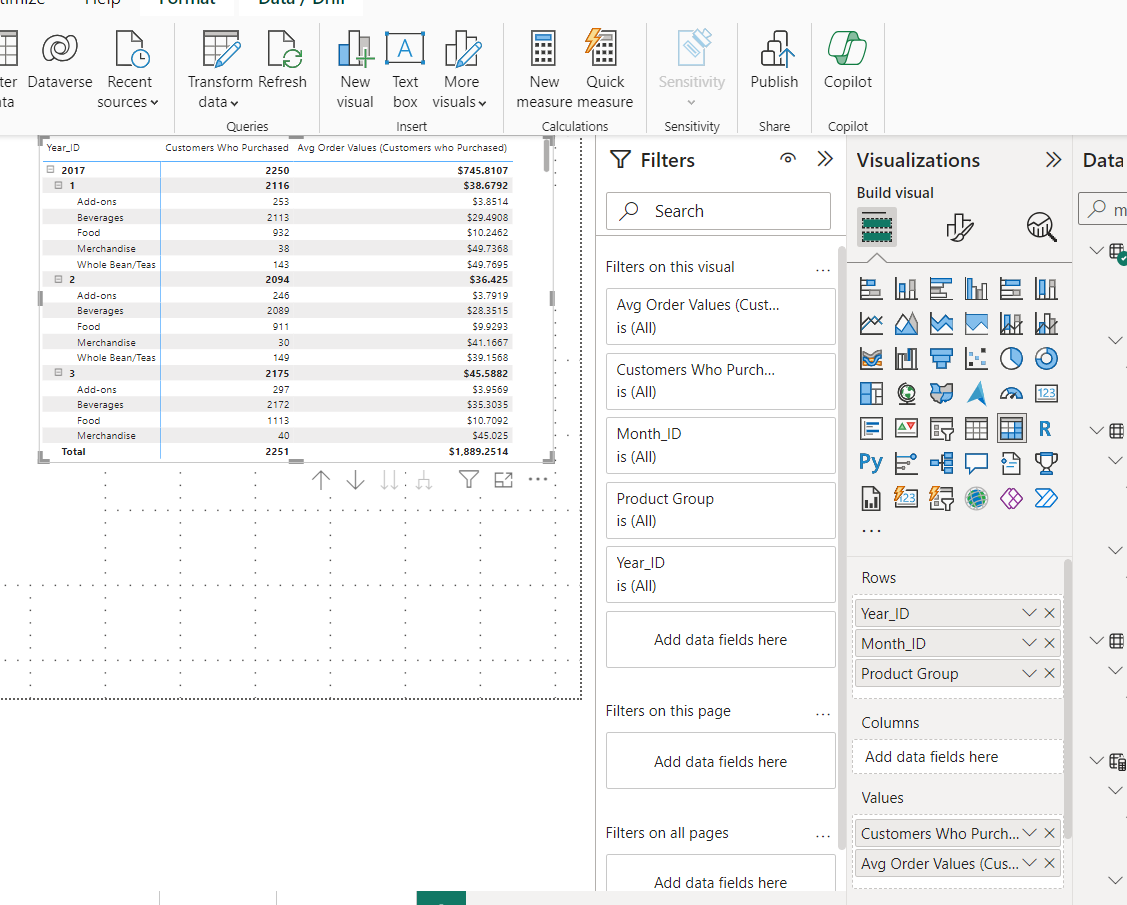 Help
Format
Data / Drill
Dataverse
Recent
sources
Transform
data
Refresh
New
visual
Text
box
More
visuals
New
measure
Quick
measure
Sensitivity
Publish
Copilot
Queries
Insert
Calculations
Sensitivity
Share
Copilot
Year_ID Customers Who Purchased Avg Order Values (Customers who Purchased)
2017 2250 $745.8107
1 2116 $38.6792
Add-ons 253 $3.8514
Beverages 2113 $29.4908
Food 932 $10.2462
Merchandise 38 $49.7368
Whole Bean/Teas 143 $49.7695
2 2094 $36.425
Add-ons 246 $3.7919
Beverages 2089 $28.3515
Food 911 $9.9293
Merchandise 30 $41.1667
Whole Bean/Teas 149 $39.1568
3 2175 $45.5882
Add-ons 297 $3.9569
Beverages 2172 $35.3035
Food 1113 $10.7092
Merchandise 40 $45.025
Total 2251 $1,889.2514
Filters
Search
Filters on this visual ...
Avg Order Values (Cust...
is (All)
Customers Who Purch...
is (All)
Month_ID
is (All)
Product Group
is (All)
Year_ID
is (All)
Add data fields here
Filters on this page ...
Add data fields here
Filters on all pages ...
Add data fields here
Visualizations
Build visual
123
R
Py
123
...
Rows
Year_ID
Month_ID
Product Group
Columns
Add data fields here
Values
Customers Who Purch...
Avg Order Values (Cus...
Data
m